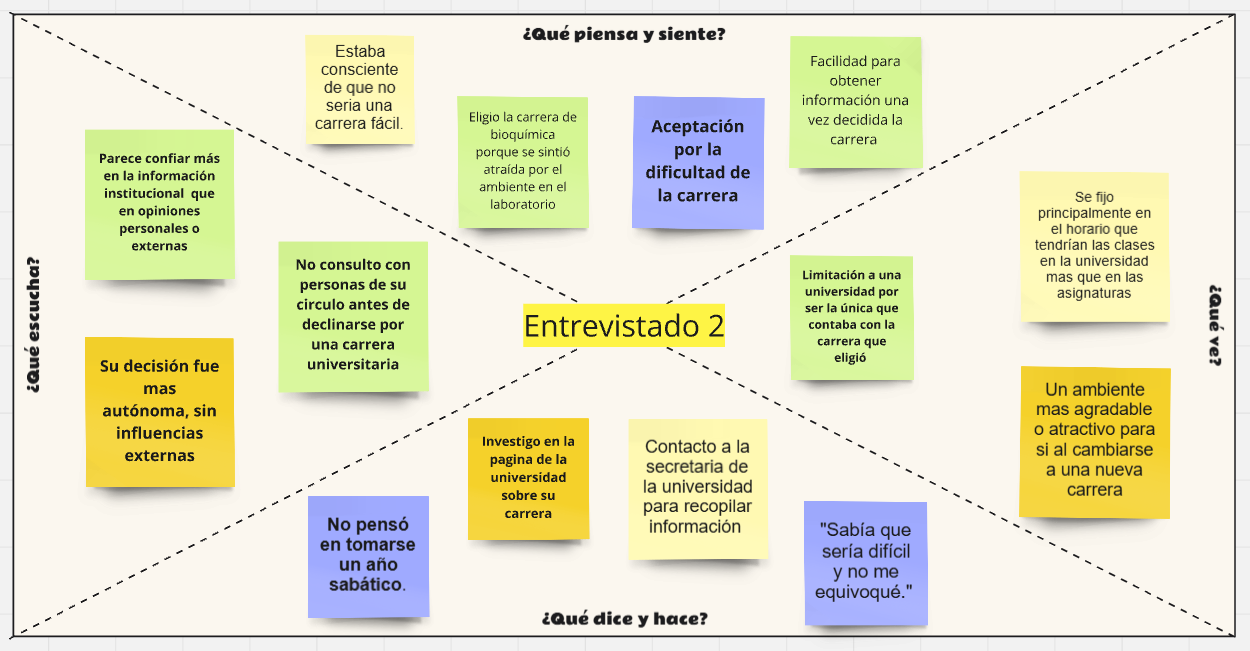 ¿Qué piensa y siente?
Estaba
consciente
de que no
seria una
carrera fácil.
Eligio la carrera de
bioquímica
porque se sintió
atraída por el
ambiente en el
laboratorio
Aceptación
por la
dificultad de
la carrera
Facilidad para
obtener
información una
vez decidida la
carrera
¿Qué escucha?
Parece confiar más
en la información
institucional que
en opiniones
personales o
externas
No consulto con
personas de su
circulo antes de
declinarse por
una carrera
universitaria
Su decisión fue
mas
autónoma, sin
influencias
externas
Entrevistado 2
Limitación a una
universidad por
ser la única que
contaba con la
carrera que
eligió
Se fijo
principalmente en
el horario que
tendrían las clases
en la universidad
mas que en las
asignaturas
Un ambiente
mas agradable
o atractivo para
si al cambiarse
a una nueva
carrera
¿Qué ve?
No pensó
en tomarse
un año
sabático.
Investigo en la
pagina de la
universidad
sobre su
carrera
Contacto a la
secretaria de
la universidad
para recopilar
información
"Sabía que
sería difícil
y no me
equivoqué."
¿Qué dice y hace?